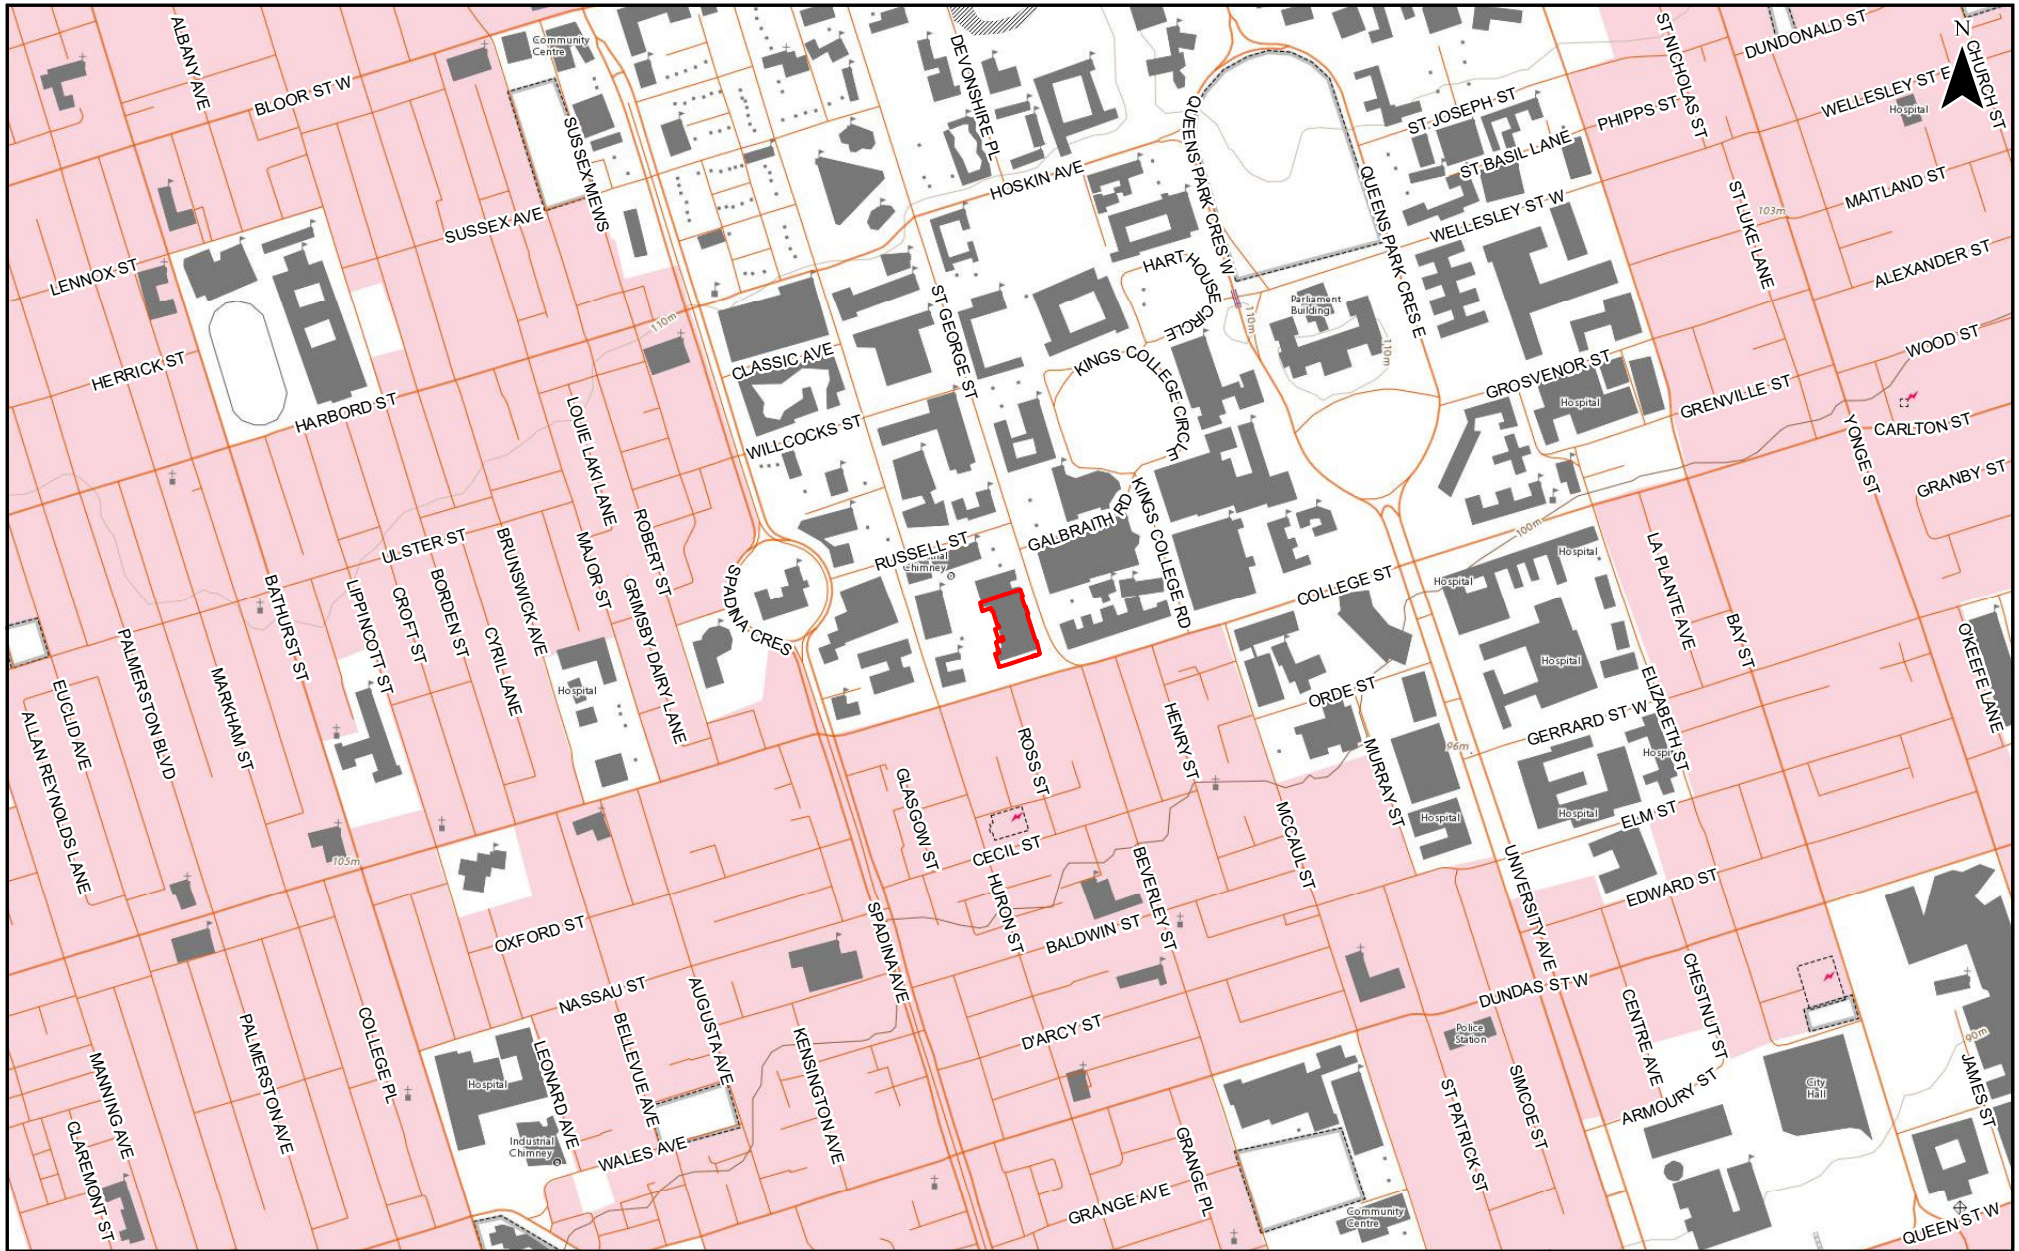 ALBANY AVE
BLOOR ST W
Community
Centre
SUSSEX MEWS
DEVONSHIRE PL
HOSKIN AVE
QUEENS PARK CRES W
QUEENS PARK CRES E
ST JOSEPH ST
ST BASIL LANE
PHIPPS ST
ST NICHOLAS ST
DUNDONALD ST
WELLESLEY ST E
N
CHURCH ST
Hospital
SUSSEX AVE
LENNOX ST
HERRICK ST
HARBORD ST
110m
CLASSIC AVE
WILLCOCKS ST
ST GEORGE ST
HART HOUSE CIRCLE
KINGS COLLEGE CIRCLE
110m
Parliament
Building
110m
WELLESLEY ST W
MAITLAND ST
103m
ST LUKE LANE
ALEXANDER ST
WOOD ST
GROSVENOR ST
Hospital
GRENVILLE ST
CARLTON ST
YONGE ST
GRANBY ST
LOUIE LAKI LANE
ULSTER ST
BRUNSWICK AVE
MAJOR ST
ROBERT ST
GRIMSBY DAIRY LANE
SPADINA CRES
RUSSELL ST
Chimney
GALBRAITH RD
KINGS COLLEGE RD
COLLEGE ST
100m
Hospital
Hospital
Hospital
LA PLANTE AVE
BAY ST
ELIZABETH ST
OKEEFE LANE
BATHURST ST
LIPPINCOTT ST
CROFT ST
BORDEN ST
CYRIL LANE
Hospital
PALMERSTON BLVD
MARKHAM ST
EUCLID AVE
ALLAN REYNOLDS LANE
ROSS ST
HENRY ST
ORDE ST
MURRAY ST
96m
GERRARD ST W
Hospital
Hospital
ELM ST
GLASGOW ST
CECIL ST
HURON ST
BEVERLEY ST
MCCAUL ST
UNIVERSITY AVE
EDWARD ST
105m
OXFORD ST
SPADINA AVE
BALDWIN ST
NASSAU ST
AUGUSTA AVE
BELLEVUE AVE
KENSINGTON AVE
D'ARCY ST
DUNDAS ST W
Police
Station
CENTRE AVE
CHESTNUT ST
City
Hall
90m
JAMES ST
PALMERSTON AVE
COLLEGE PL
Hospital
LEONARD AVE
Industrial
Chimney
WALES AVE
MANNING AVE
CLAREMONT ST
GRANGE AVE
GRANGE PL
Community
Centre
ST PATRICK ST
SIMCOE ST
ARMOURY ST
QUEEN ST W